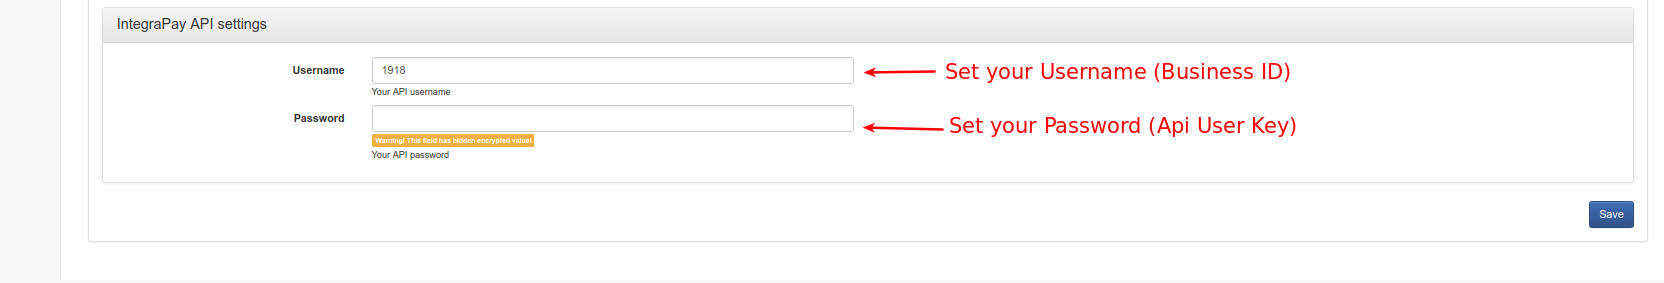 IntegraPay API settings
Username 1918 Set your Username (Business ID)
Your API username
Password Set your Password (Api User Key)
Warning! This field has hidden encrypted value!
Your API password
Save